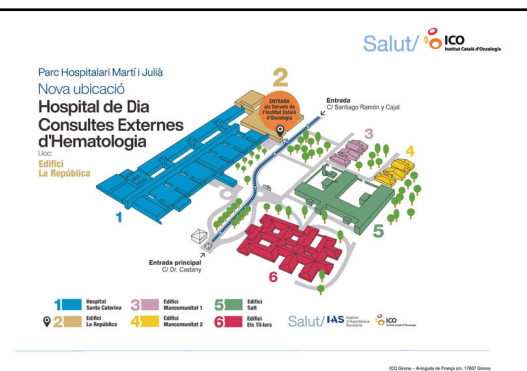 Salut/ ICO
Institut Català d'Oncologia
Parc Hospitalari Martí i Julià
Nova ubicació
Hospital de Dia
Consultes Externes
d'Hematologia
Lloc:
Edifici
La República
2
ENTRADA
als Serveis de
l'Institut Català
d'Oncologia
Entrada
C/ Santiago Ramón y Cajal
3
4
1
5
6
Entrada principal
C/ Dr. Castany
1 Hospital
Santa Caterina
3 Edifici
Mancomunitat 1
5 Edifici
Salt
2 Edifici
La República
4 Edifici
Mancomunitat 2
6 Edifici
Els Til·lers
Salut/ IAS Institut
d'Assistència
Sanitària
ICO
Institut Català d'Oncologia
ICO Girona – Avinguda de França s/n, 17007 Girona